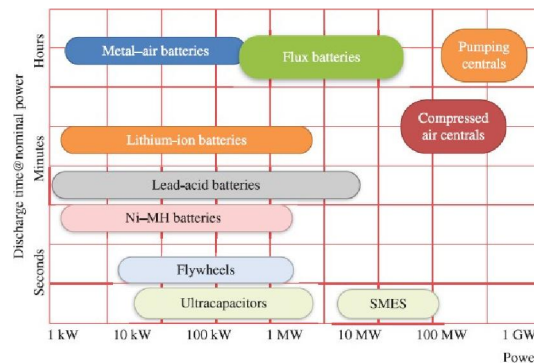 Discharge time@nominal power
Hours
Minutes
Seconds
Metal–air batteries
Flux batteries
Pumping
centrals
Compressed
air centrals
Lithium-ion batteries
Lead-acid batteries
Ni–MH batteries
Flywheels
Ultracapacitors
SMES
1 kW 10 kW 100 kW 1 MW 10 MW 100 MW 1 GW
Powe